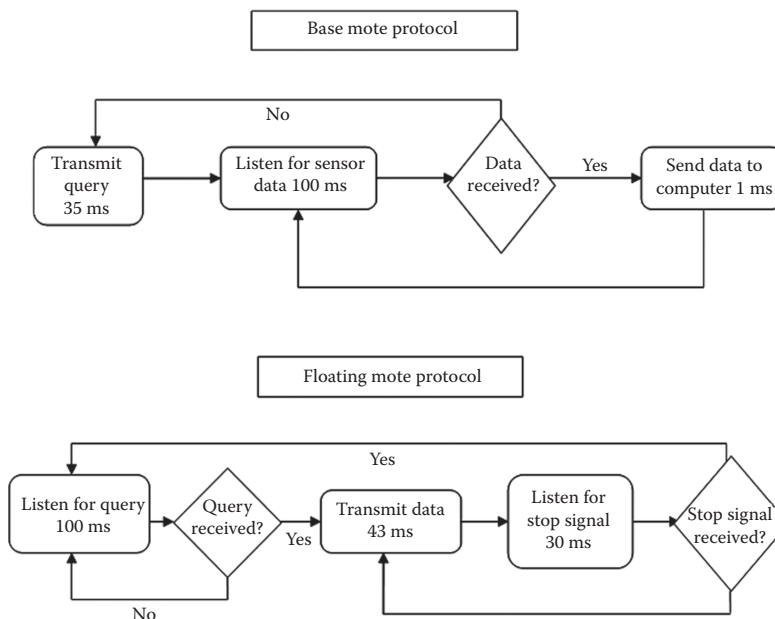 Base mote protocol
No
Transmit
query
35 ms
Listen for sensor
data 100 ms
Data
received?
Yes
Send data to
computer 1 ms
Floating mote protocol
Yes
Listen for query
100 ms
Query
received?
Yes
Transmit data
43 ms
Listen for
stop signal
30 ms
Stop signal
received?
No